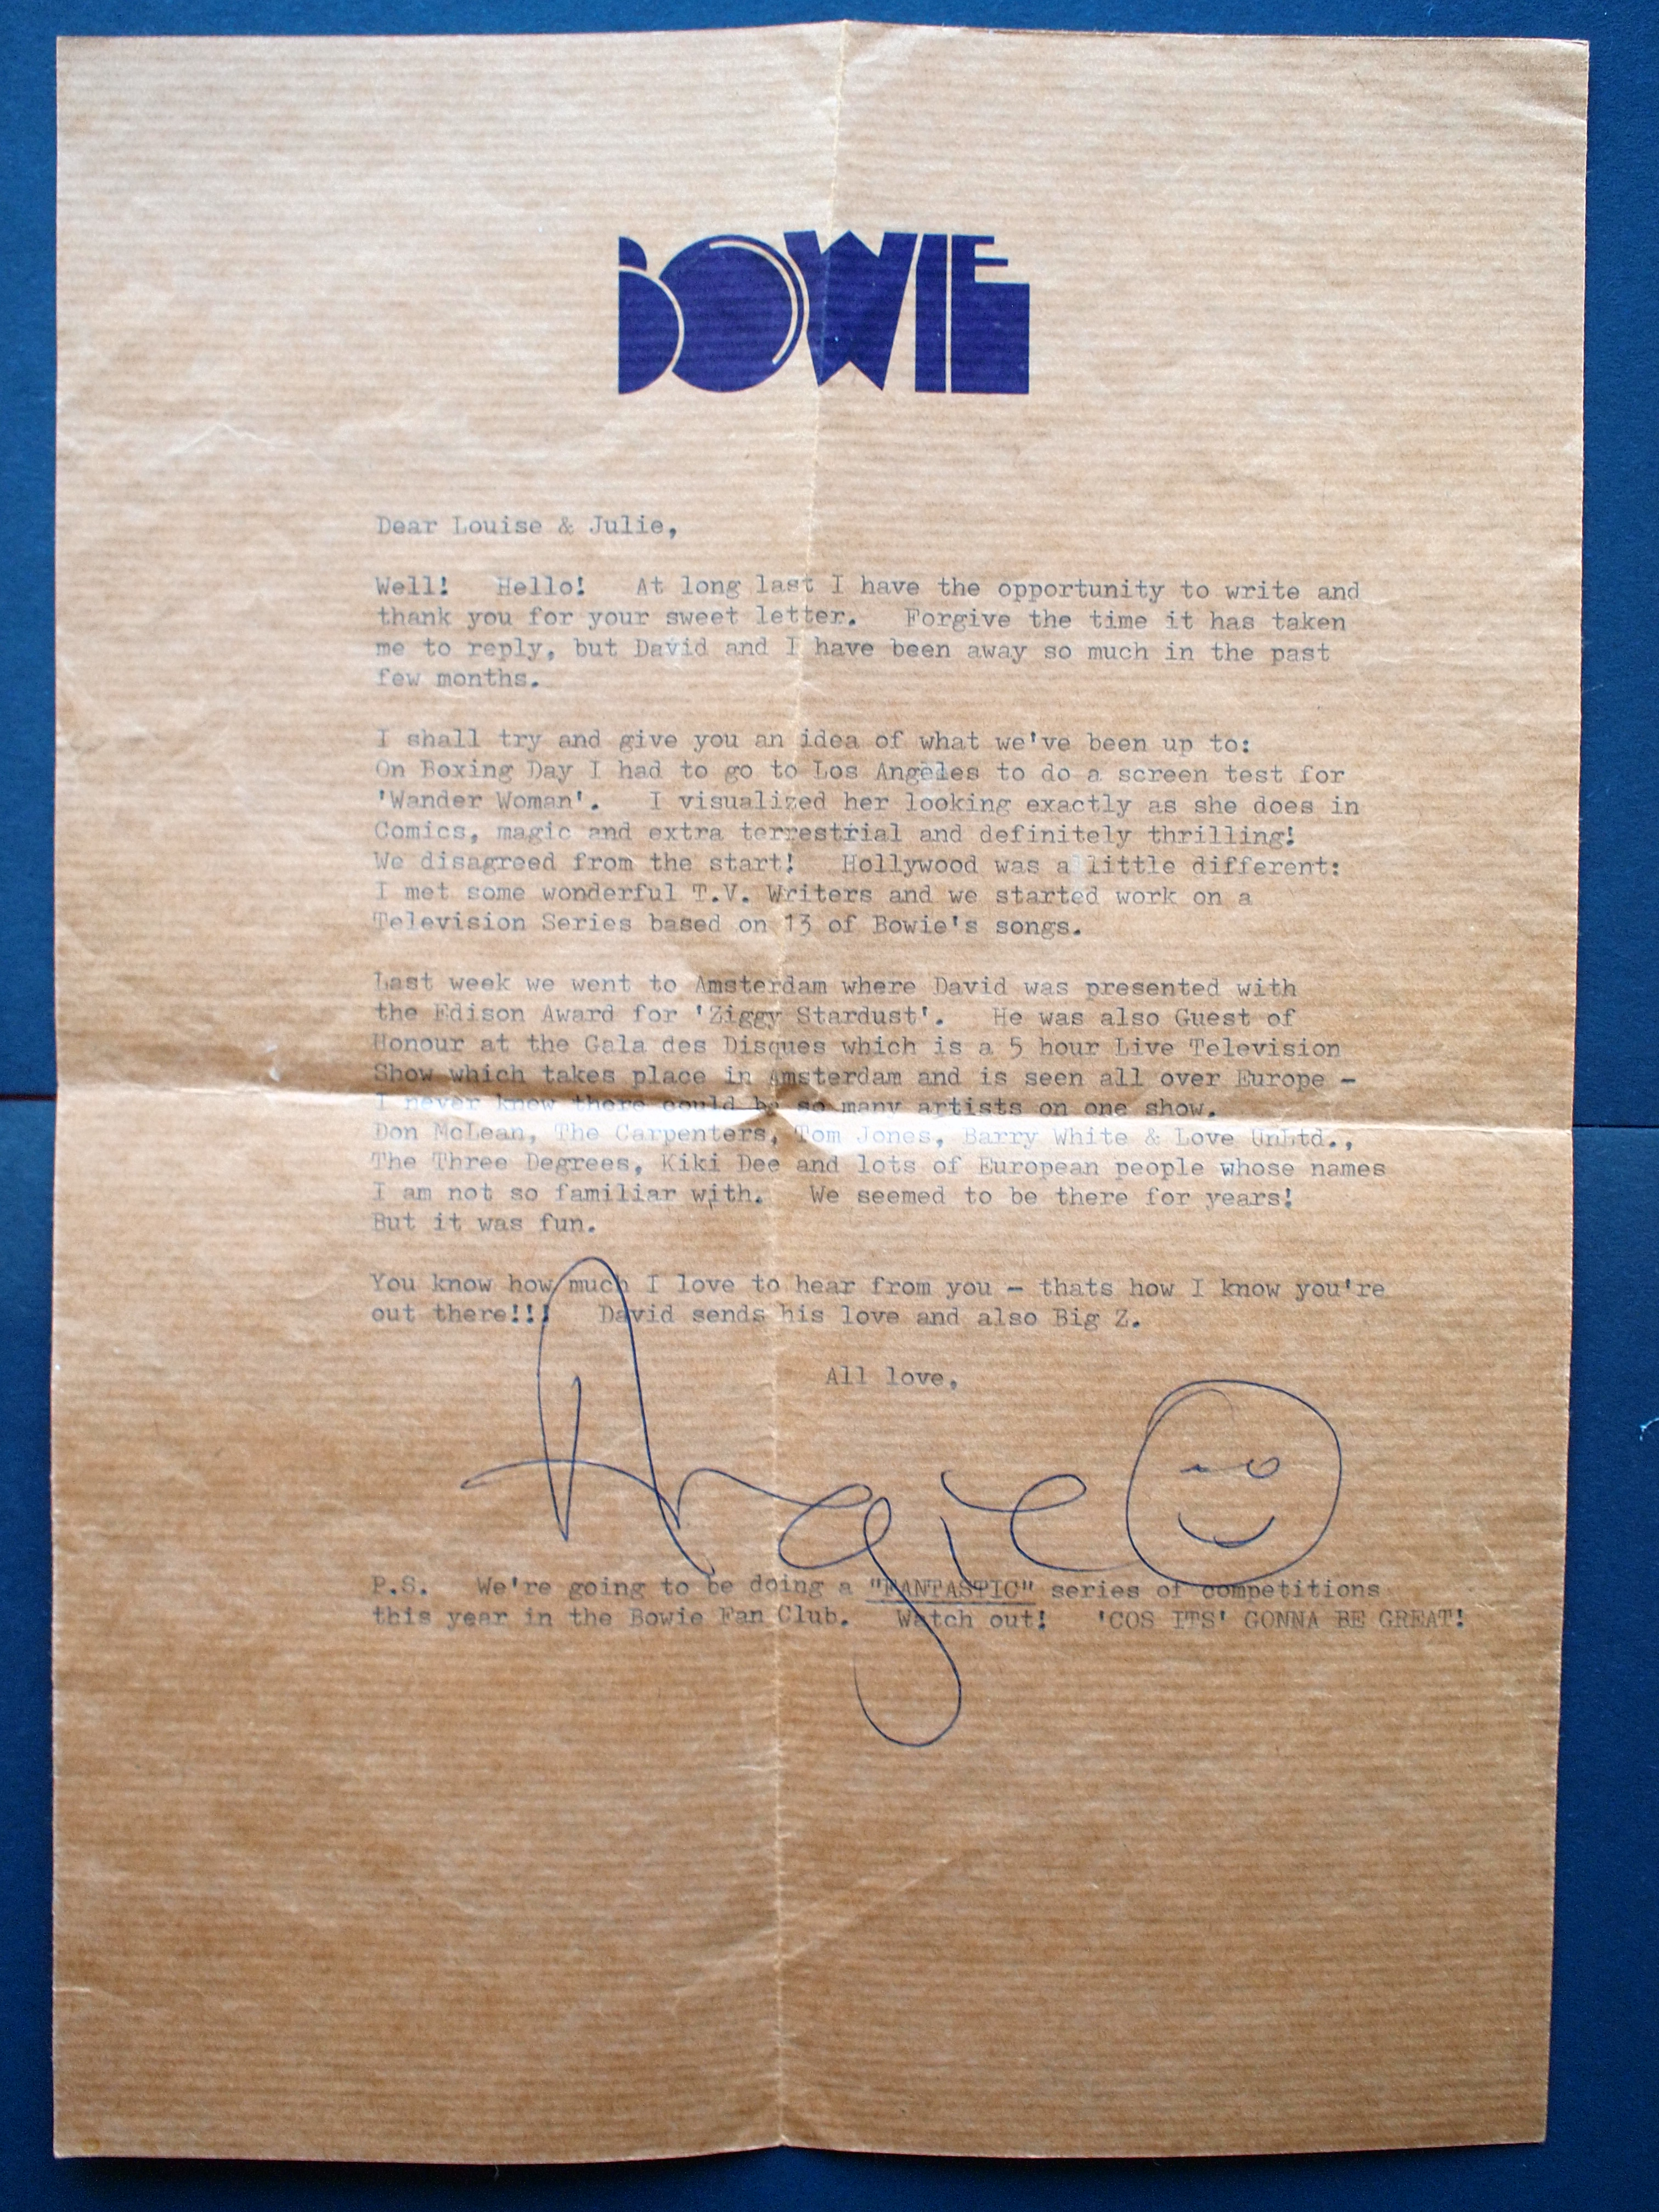 BOWIE
Dear Louise & Julie,
Well! Hello! At long last I have the opportunity to write and
thank you for your sweet letter. Forgive the time it has taken
me to reply, but David and I have been away so much in the past
few months.
I shall try and give you an idea of what we've been up to:
On Boxing Day I had to go to Los Angeles to do a screen test for
'Wander Woman'. I visualized her looking exactly as she does in
Comics, magic and extra terrestrial and definitely thrilling!
We disagreed from the start! Hollywood was a little different:
I met some wonderful T.V. Writers and we started work on a
Television Series based on 13 of Bowie's songs.
Last week we went to Amsterdam where David was presented with
the Edison Award for 'Ziggy Stardust'. He was also Guest of
Honour at the Gala des Disques which is a 5 hour Live Television
Show which takes place in Amsterdam and is seen all over Europe -
I never knew there could be so many artists on one show.
Don McLean, The Carpenters, Tom Jones, Barry White & Love UnLtd.,
The Three Degrees, Kiki Dee and lots of European people whose names
I am not so familiar with. We seemed to be there for years!
But it was fun.
You know how much I love to hear from you - thats how I know you're
out there!!! David sends his love and also Big Z.
All love,
Angie
P.S. We're going to be doing a "FANTASTIC" series of competitions
this year in the Bowie Fan Club. Watch out! 'COS ITS' GONNA BE GREAT!